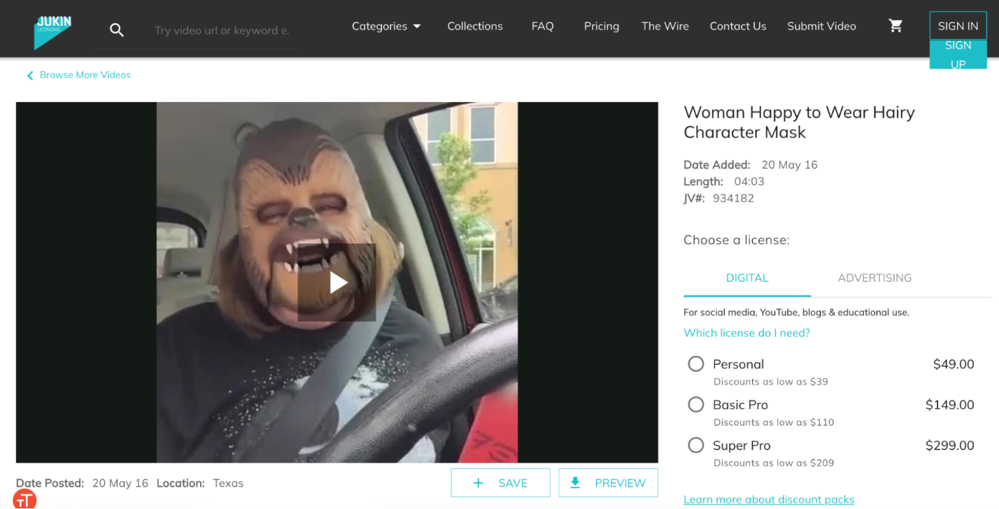 JUKIN
LICENSING
Try video url or keyword e.
Categories
Collections
FAQ
Pricing
The Wire
Contact Us
Submit Video
SIGN IN
SIGN
UP
Browse More Videos
Woman Happy to Wear Hairy
Character Mask
Date Added: 20 May 16
Length: 04:03
JV#: 934182
Choose a license:
DIGITAL
ADVERTISING
For social media, YouTube, blogs & educational use.
Which license do I need?
Personal $49.00
Discounts as low as $39
Basic Pro $149.00
Discounts as low as $110
Super Pro $299.00
Discounts as low as $209
Learn more about discount packs
Date Posted: 20 May 16 Location: Texas
SAVE
PREVIEW
TT